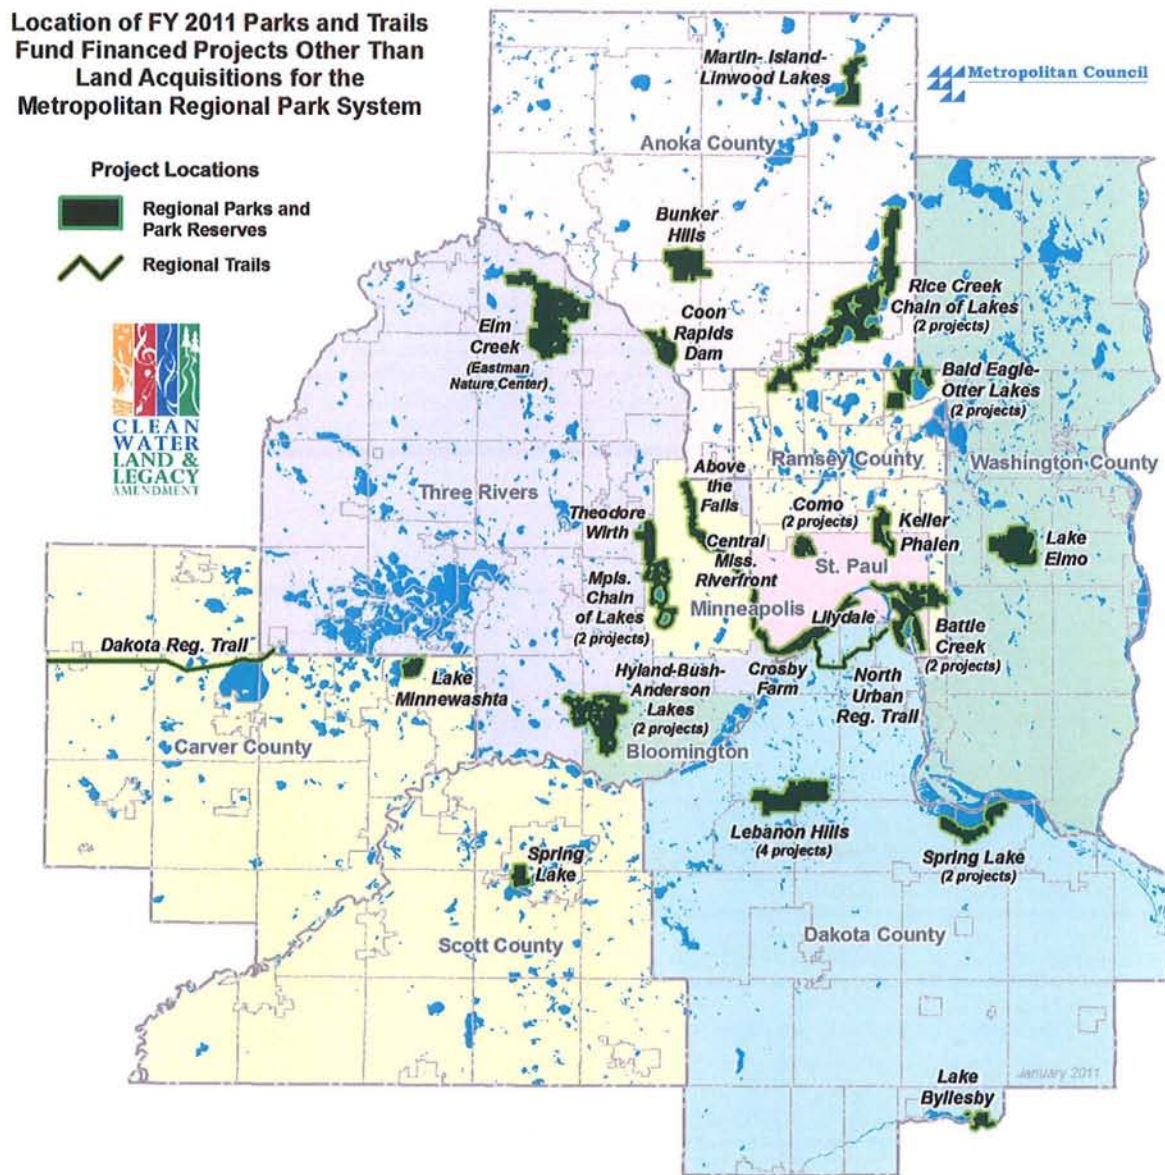 Location of FY 2011 Parks and Trails
Fund Financed Projects Other Than
Land Acquisitions for the
Metropolitan Regional Park System
Metropolitan Council
Project Locations
Regional Parks and
Park Reserves
Regional Trails
CLEAN
WATER
LAND &
LEGACY
AMENDMENT
Martin- Island-
Linwood Lakes
Anoka County
Bunker
Hills
Rice Creek
Chain of Lakes
(2 projects)
Elm
Creek
(Eastman
Nature Center)
Coon
Rapids
Dam
Bald Eagle-
Otter Lakes
(2 projects)
Ramsey County
Washington County
Three Rivers
Above
the
Falls
Theodore
Wirth
Como
(2 projects)
Keller
Phalen
Central
Miss.
Riverfront
St. Paul
Lake
Elmo
Mpls.
Chain
of Lakes
(2 projects)
Minneapolis
Lilydale
Battle
Creek
(2 projects)
Dakota Reg. Trail
Lake
Minnewashta
Hyland-Bush-
Anderson
Lakes
(2 projects)
Crosby
Farm
North
Urban
Reg. Trail
Carver County
Bloomington
Lebanon Hills
(4 projects)
Spring Lake
(2 projects)
Spring
Lake
Scott County
Dakota County
January 2011
Lake
Byllesby